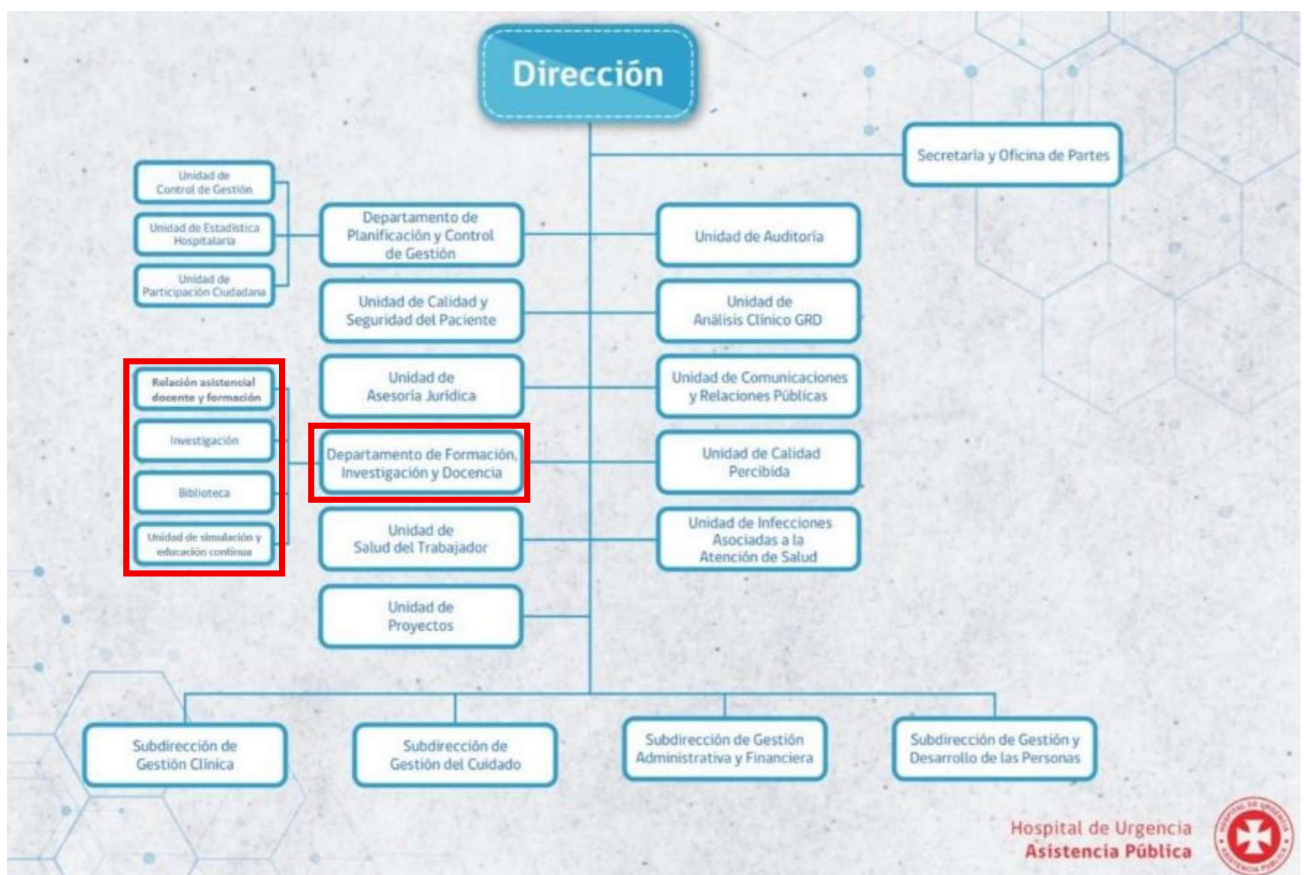 Dirección
Secretaría y Oficina de Partes
Unidad de
Control de Gestión
Unidad de Estadística
Hospitalaria
Unidad de
Participación Ciudadana
Departamento de
Planificación y Control
de Gestión
Unidad de Auditoría
Unidad de Calidad y
Seguridad del Paciente
Unidad de
Análisis Clínico GRD
Relación asistencial
docente y formación
Investigación
Biblioteca
Unidad de simulación y
educación continua
Unidad de
Asesoría Jurídica
Unidad de Comunicaciones
y Relaciones Públicas
Departamento de Formación,
Investigación y Docencia
Unidad de Calidad
Percibida
Unidad de
Salud del Trabajador
Unidad de Infecciones
Asociadas a la
Atención de Salud
Unidad de
Proyectos
Subdirección de
Gestión Clínica
Subdirección de
Gestión del Cuidado
Subdirección de Gestión
Administrativa y Financiera
Subdirección de Gestión y
Desarrollo de las Personas
Hospital de Urgencia
Asistencia Pública
HOSPITAL DE URGENCIA
ASISTENCIA PÚBLICA